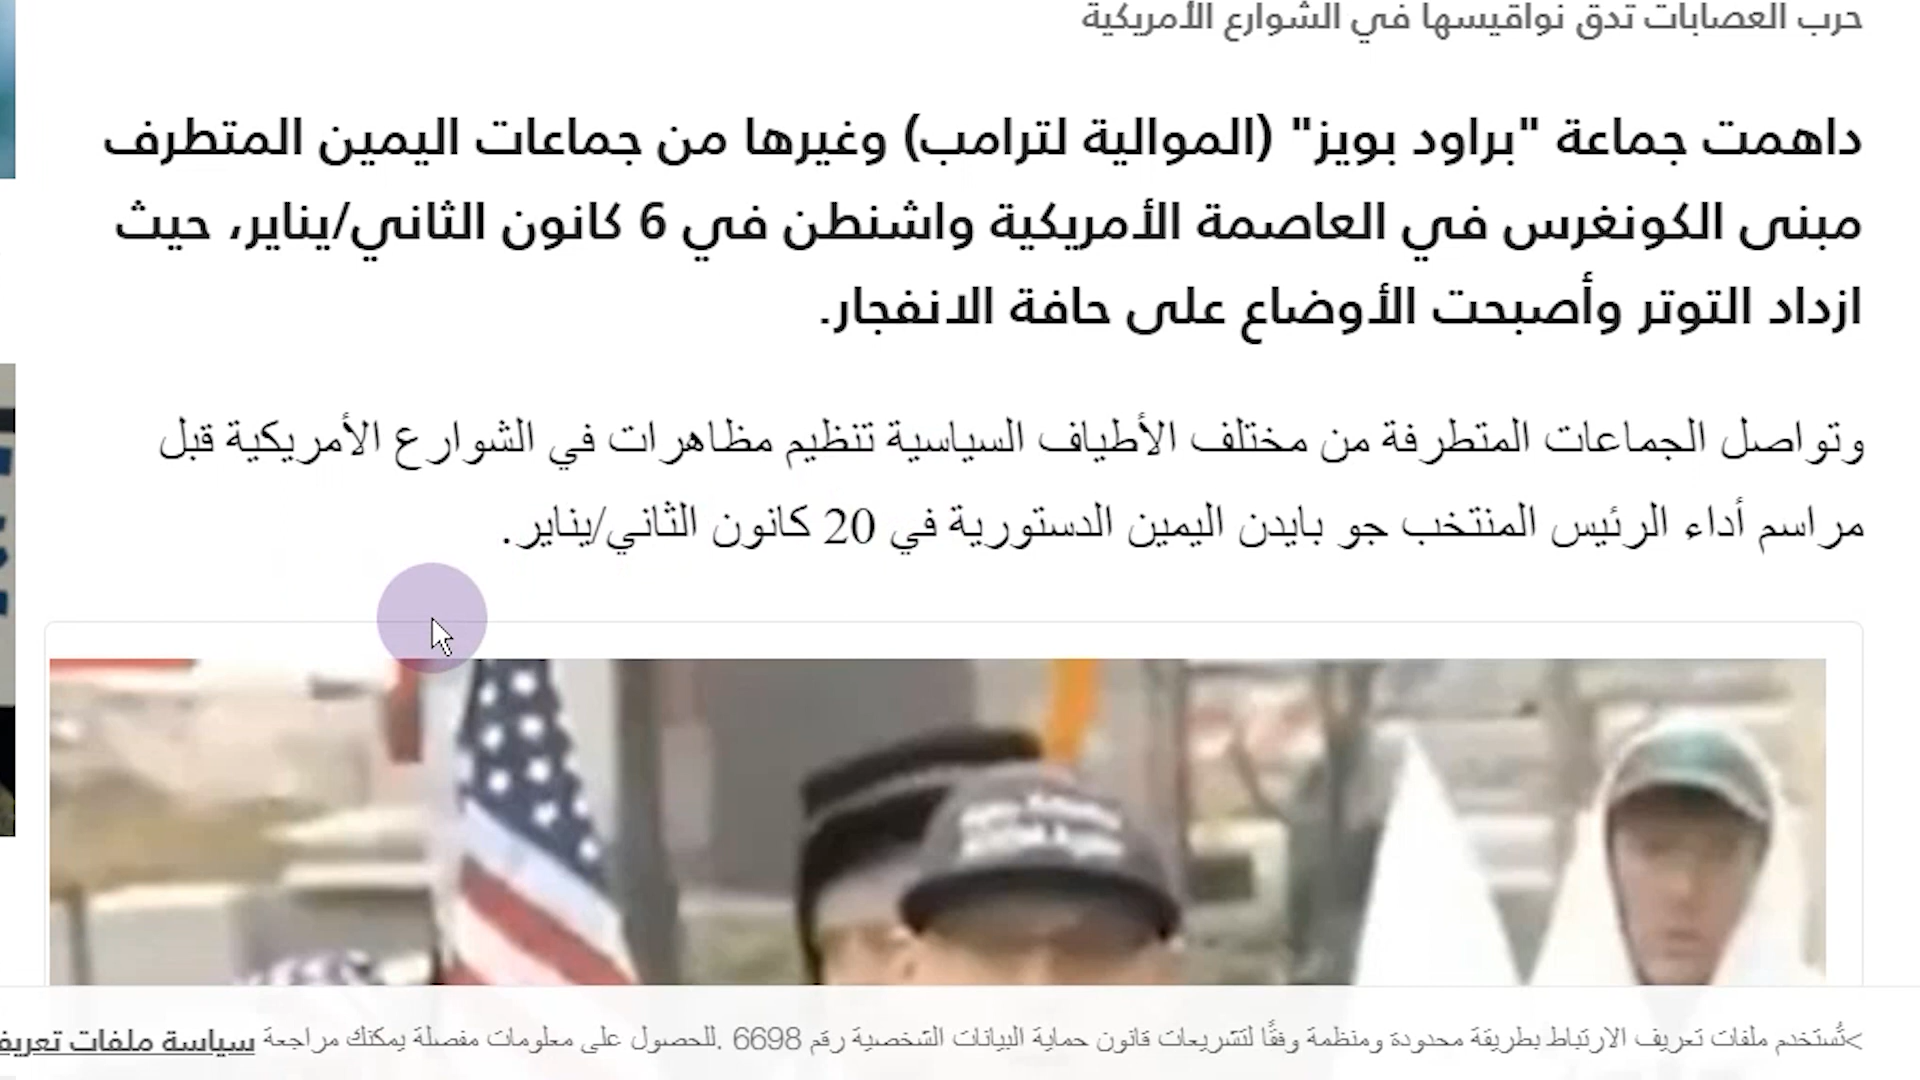 حرب العصابات تدق نواقيسها في الشوارع الأمريكية
داهمت جماعة "براود بويز" (الموالية لترامب) وغيرها من جماعات اليمين المتطرف
مبنى الكونغرس في العاصمة الأمريكية واشنطن في 6 كانون الثاني/يناير، حيث
ازداد التوتر وأصبحت الأوضاع على حافة الانفجار.
وتواصل الجماعات المتطرفة من مختلف الأطياف السياسية تنظيم مظاهرات في الشوارع الأمريكية قبل
مراسم أداء الرئيس المنتخب جو بايدن اليمين الدستورية في 20 كانون الثاني/يناير.
>تُستخدم ملفات تعريف الارتباط بطريقة محدودة ومنظمة وفقًا لتشريعات قانون حماية البيانات الشخصية رقم 6698 .للحصول على معلومات مفصلة يمكنك مراجعة سياسة ملفات تعريف